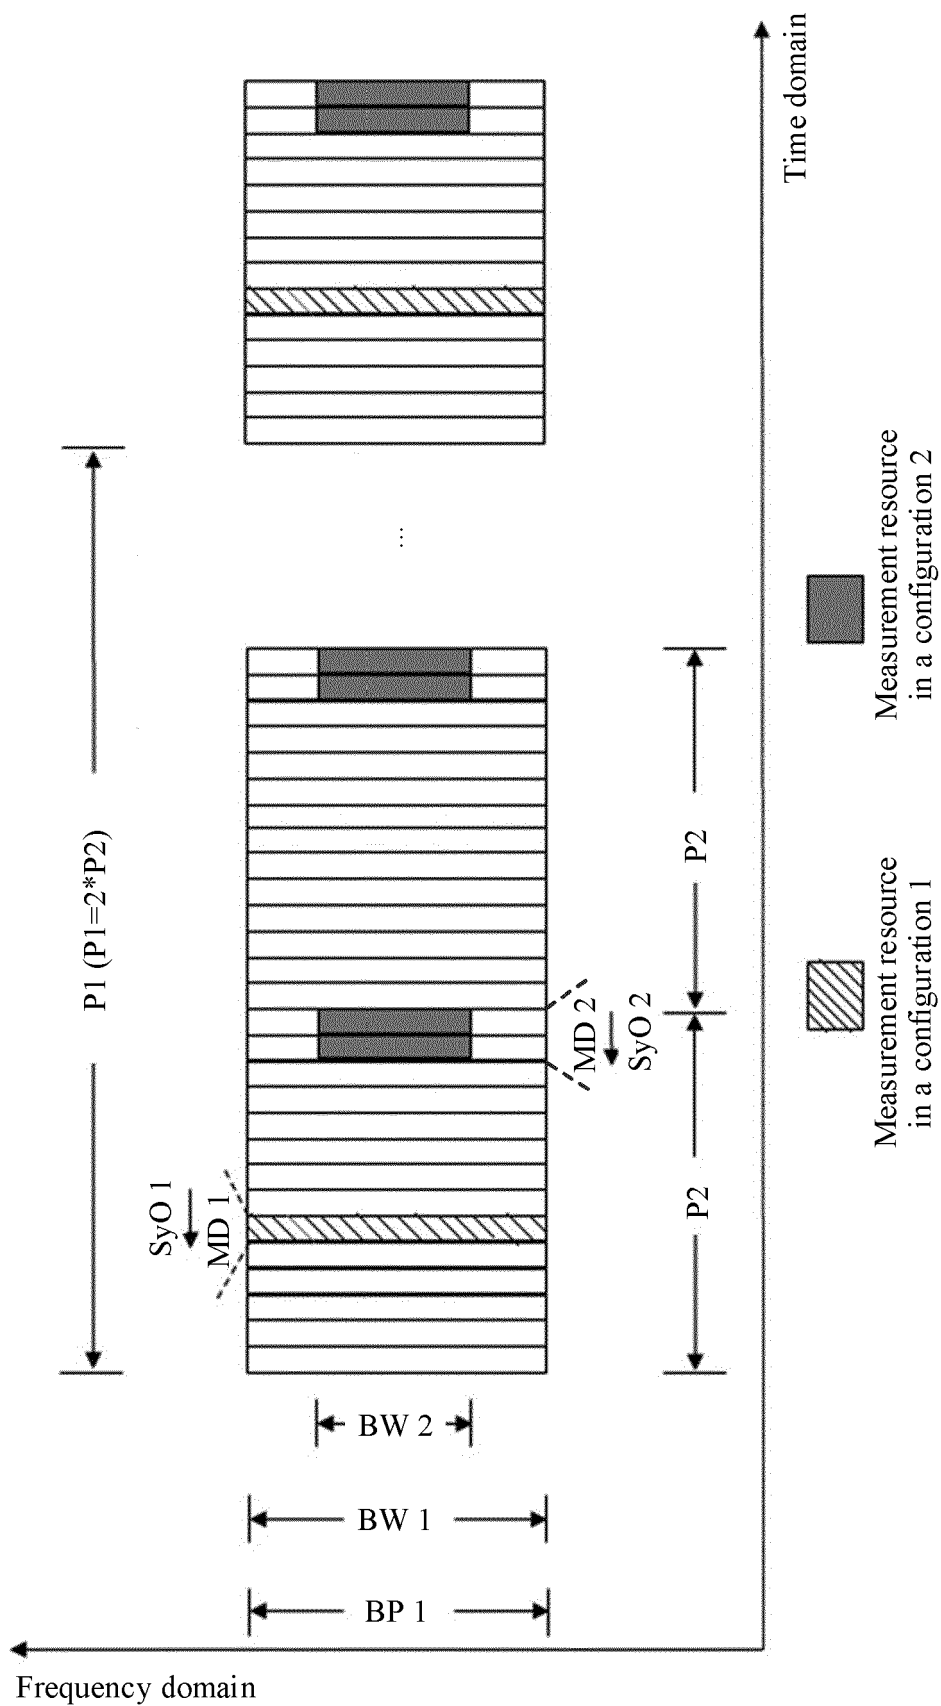 Time domain
P1 (P1=2*P2)
...
P2
P2
MD 2
SyO 2
SyO 1
MD 1
Measurement resource
in a configuration 2
Measurement resource
in a configuration 1
BW 2
BW 1
BP 1
Frequency domain